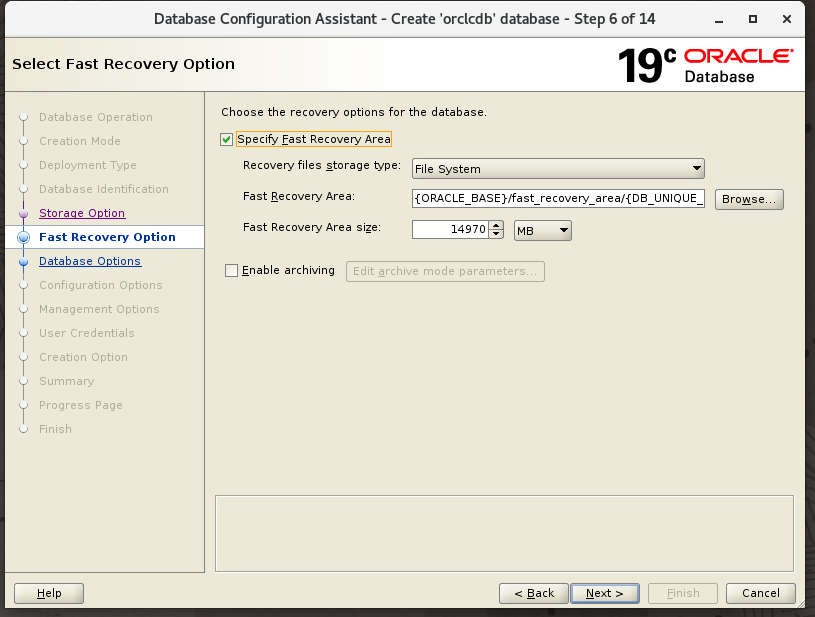 Database Configuration Assistant - Create 'orclcdb' database - Step 6 of 14
Select Fast Recovery Option
19c ORACLE
Database
Database Operation
Creation Mode
Deployment Type
Database Identification
Storage Option
Fast Recovery Option
Database Options
Configuration Options
Management Options
User Credentials
Creation Option
Summary
Progress Page
Finish
Choose the recovery options for the database.
Specify Fast Recovery Area
Recovery files storage type: File System
Fast Recovery Area: {ORACLE_BASE}/fast_recovery_area/{DB_UNIQUE_ Browse...
Fast Recovery Area size: 14970 MB
Enable archiving Edit archive mode parameters...
Help < Back Next > Finish Cancel